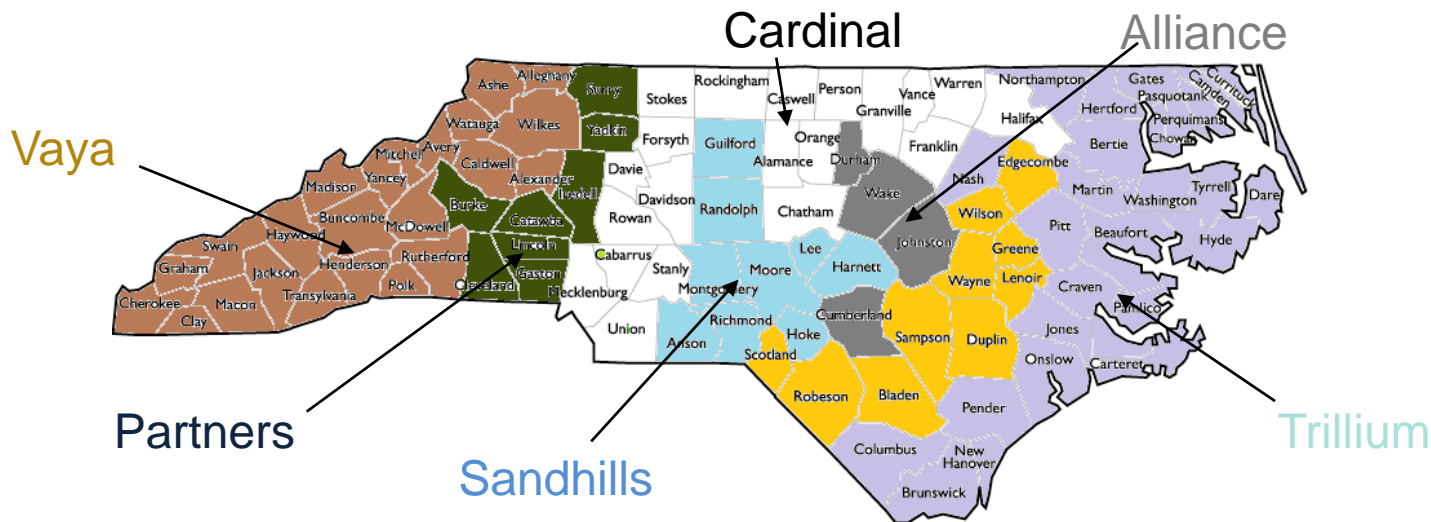 Cardinal
Alliance
Vaya
Partners
Sandhills
Trillium
Ashe
Alleghany
Surry
Stokes
Rockingham
Caswell
Person
Granville
Vance
Warren
Northampton
Gates
Currituck
Camden
Pasquotank
Perquimans
Chowan
Hertford
Halifax
Bertie
Watauga
Wilkes
Yadkin
Forsyth
Guilford
Alamance
Orange
Durham
Franklin
Nash
Edgecombe
Martin
Washington
Tyrrell
Dare
Mitchell
Avery
Caldwell
Alexander
Iredell
Davie
Davidson
Randolph
Chatham
Wake
Wilson
Pitt
Beaufort
Hyde
Madison
Yancey
Burke
Catawba
Rowan
Johnston
Greene
Buncombe
McDowell
Lincoln
Lee
Harnett
Wayne
Lenoir
Craven
Pamlico
Swain
Haywood
Rutherford
Gaston
Cabarrus
Stanly
Montgomery
Moore
Graham
Jackson
Henderson
Polk
Cleveland
Mecklenburg
Cherokee
Macon
Clay
Transylvania
Union
Anson
Richmond
Hoke
Scotland
Cumberland
Sampson
Duplin
Jones
Onslow
Carteret
Robeson
Bladen
Pender
Columbus
New
Hanover
Brunswick